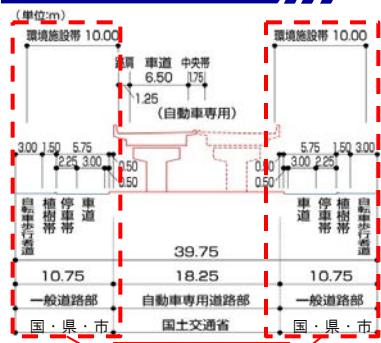 (単位:m)
環境施設帯 10.00
環境施設帯 10.00
路肩 車道 中央帯
6.50 1.75
1.25
(自動車専用)
3.00 1.50 5.75
2.25 3.00 0.50
0.50
5.75 1.50 3.00
0.50 3.00 2.25
0.50
自転車歩行者道
植樹帯
停車帯
車道
車道
停車帯
植樹帯
自転車歩行者道
39.75
10.75 18.25 10.75
一般道路部 自動車専用道路部 一般道路部
国・県・市 国土交通省 国・県・市